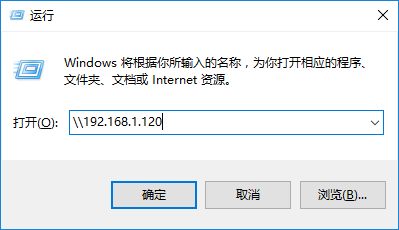 运行
Windows 将根据你所输入的名称，为你打开相应的程序、
文件夹、文档或 Internet 资源。
打开(O): \\192.168.1.120
确定 取消 浏览(B)...